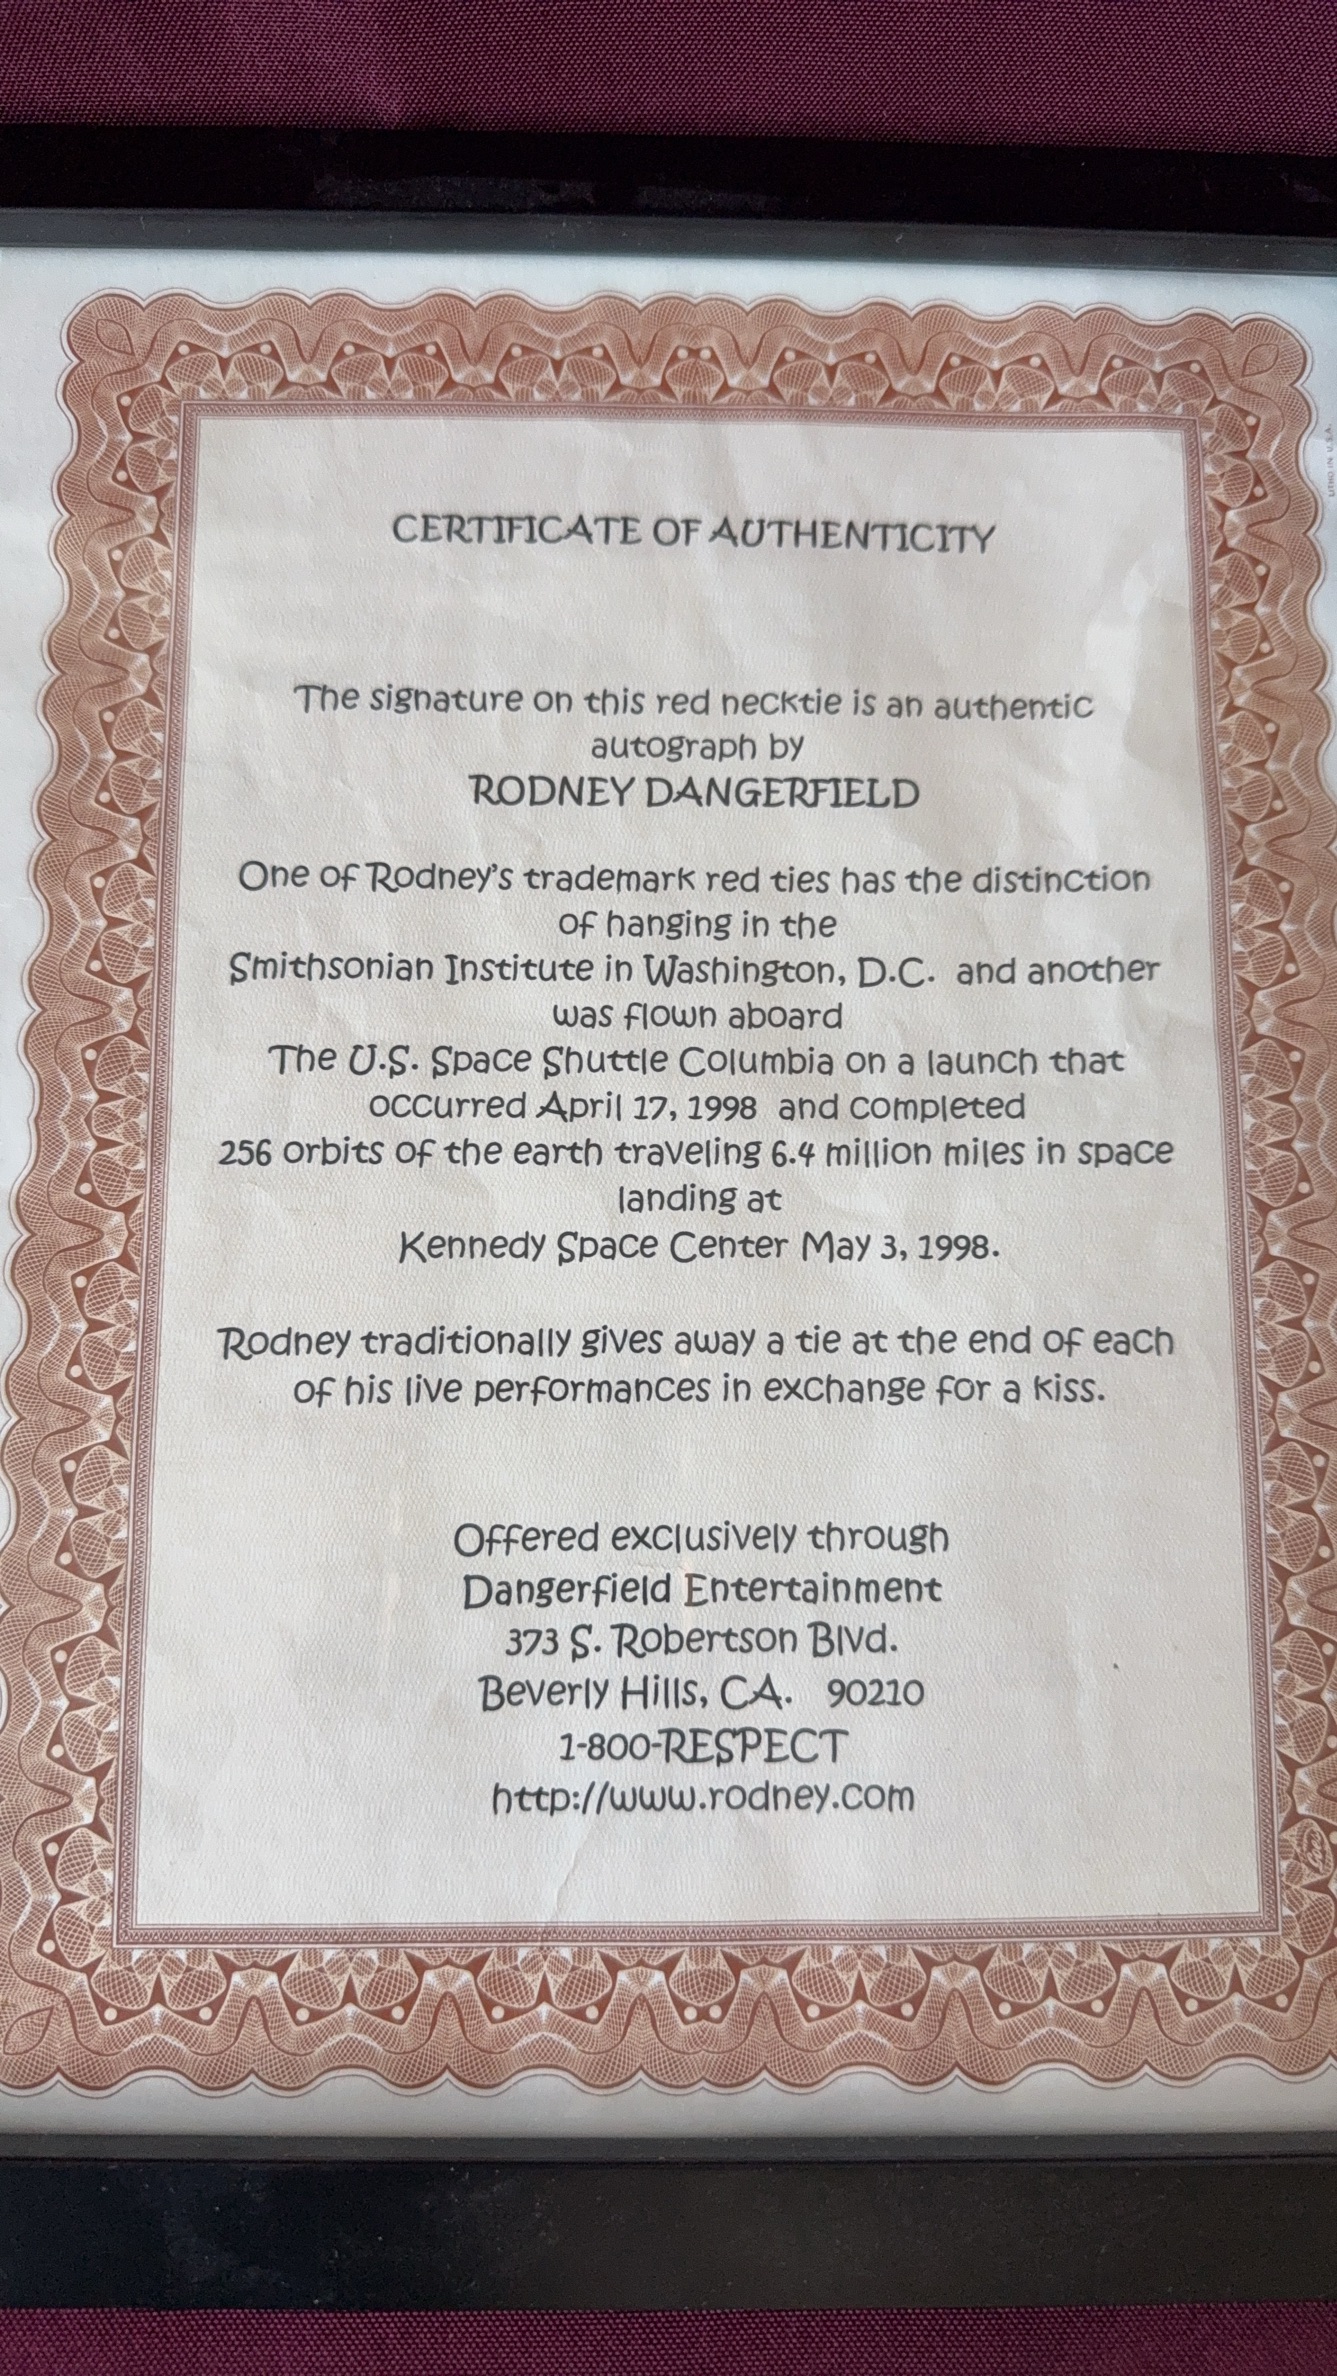 CERTIFICATE OF AUTHENTICITY
The signature on this red necktie is an authentic
autograph by
RODNEY DANGERFIELD
One of Rodney's trademark red ties has the distinction
of hanging in the
Smithsonian Institute in Washington, D.C. and another
was flown aboard
The U.S. Space Shuttle Columbia on a launch that
occurred April 17, 1998 and completed
256 orbits of the earth traveling 6.4 million miles in space
landing at
Kennedy Space Center May 3, 1998.
Rodney traditionally gives away a tie at the end of each
of his live performances in exchange for a kiss.
Offered exclusively through
Dangerfield Entertainment
373 S. Robertson Blvd.
Beverly Hills, CA. 90210
1-800-RESPECT
http://www.rodney.com
LITHO IN U.S.A.